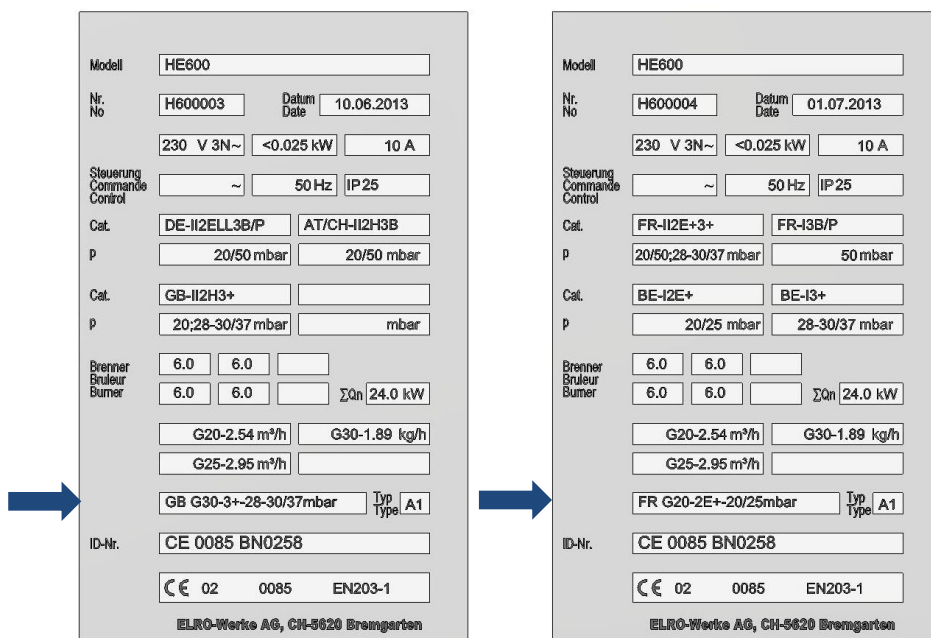 Modell HE600
Nr. No H600003 Datum Date 10.06.2013
230 V 3N~ <0.025 kW 10 A
Steuerung Commande Control ~ 50 Hz IP25
Cat. DE-II2ELL3B/P AT/CH-II2H3B
p 20/50 mbar 20/50 mbar
Cat. GB-II2H3+
p 20;28-30/37 mbar mbar
Brenner Bruleur Burner 6.0 6.0
6.0 6.0 ∑Qn 24.0 kW
G20-2.54 m³/h G30-1.89 kg/h
G25-2.95 m³/h
GB G30-3+-28-30/37mbar Typ Type A1
ID-Nr. CE 0085 BN0258
CE 02 0085 EN203-1
ELRO-Werke AG, CH-5620 Bremgarten
Modell HE600
Nr. No H600004 Datum Date 01.07.2013
230 V 3N~ <0.025 kW 10 A
Steuerung Commande Control ~ 50 Hz IP25
Cat. FR-II2E+3+ FR-I3B/P
p 20/50;28-30/37 mbar 50 mbar
Cat. BE-I2E+ BE-I3+
p 20/25 mbar 28-30/37 mbar
Brenner Bruleur Burner 6.0 6.0
6.0 6.0 ∑Qn 24.0 kW
G20-2.54 m³/h G30-1.89 kg/h
G25-2.95 m³/h
FR G20-2E+-20/25mbar Typ Type A1
ID-Nr. CE 0085 BN0258
CE 02 0085 EN203-1
ELRO-Werke AG, CH-5620 Bremgarten